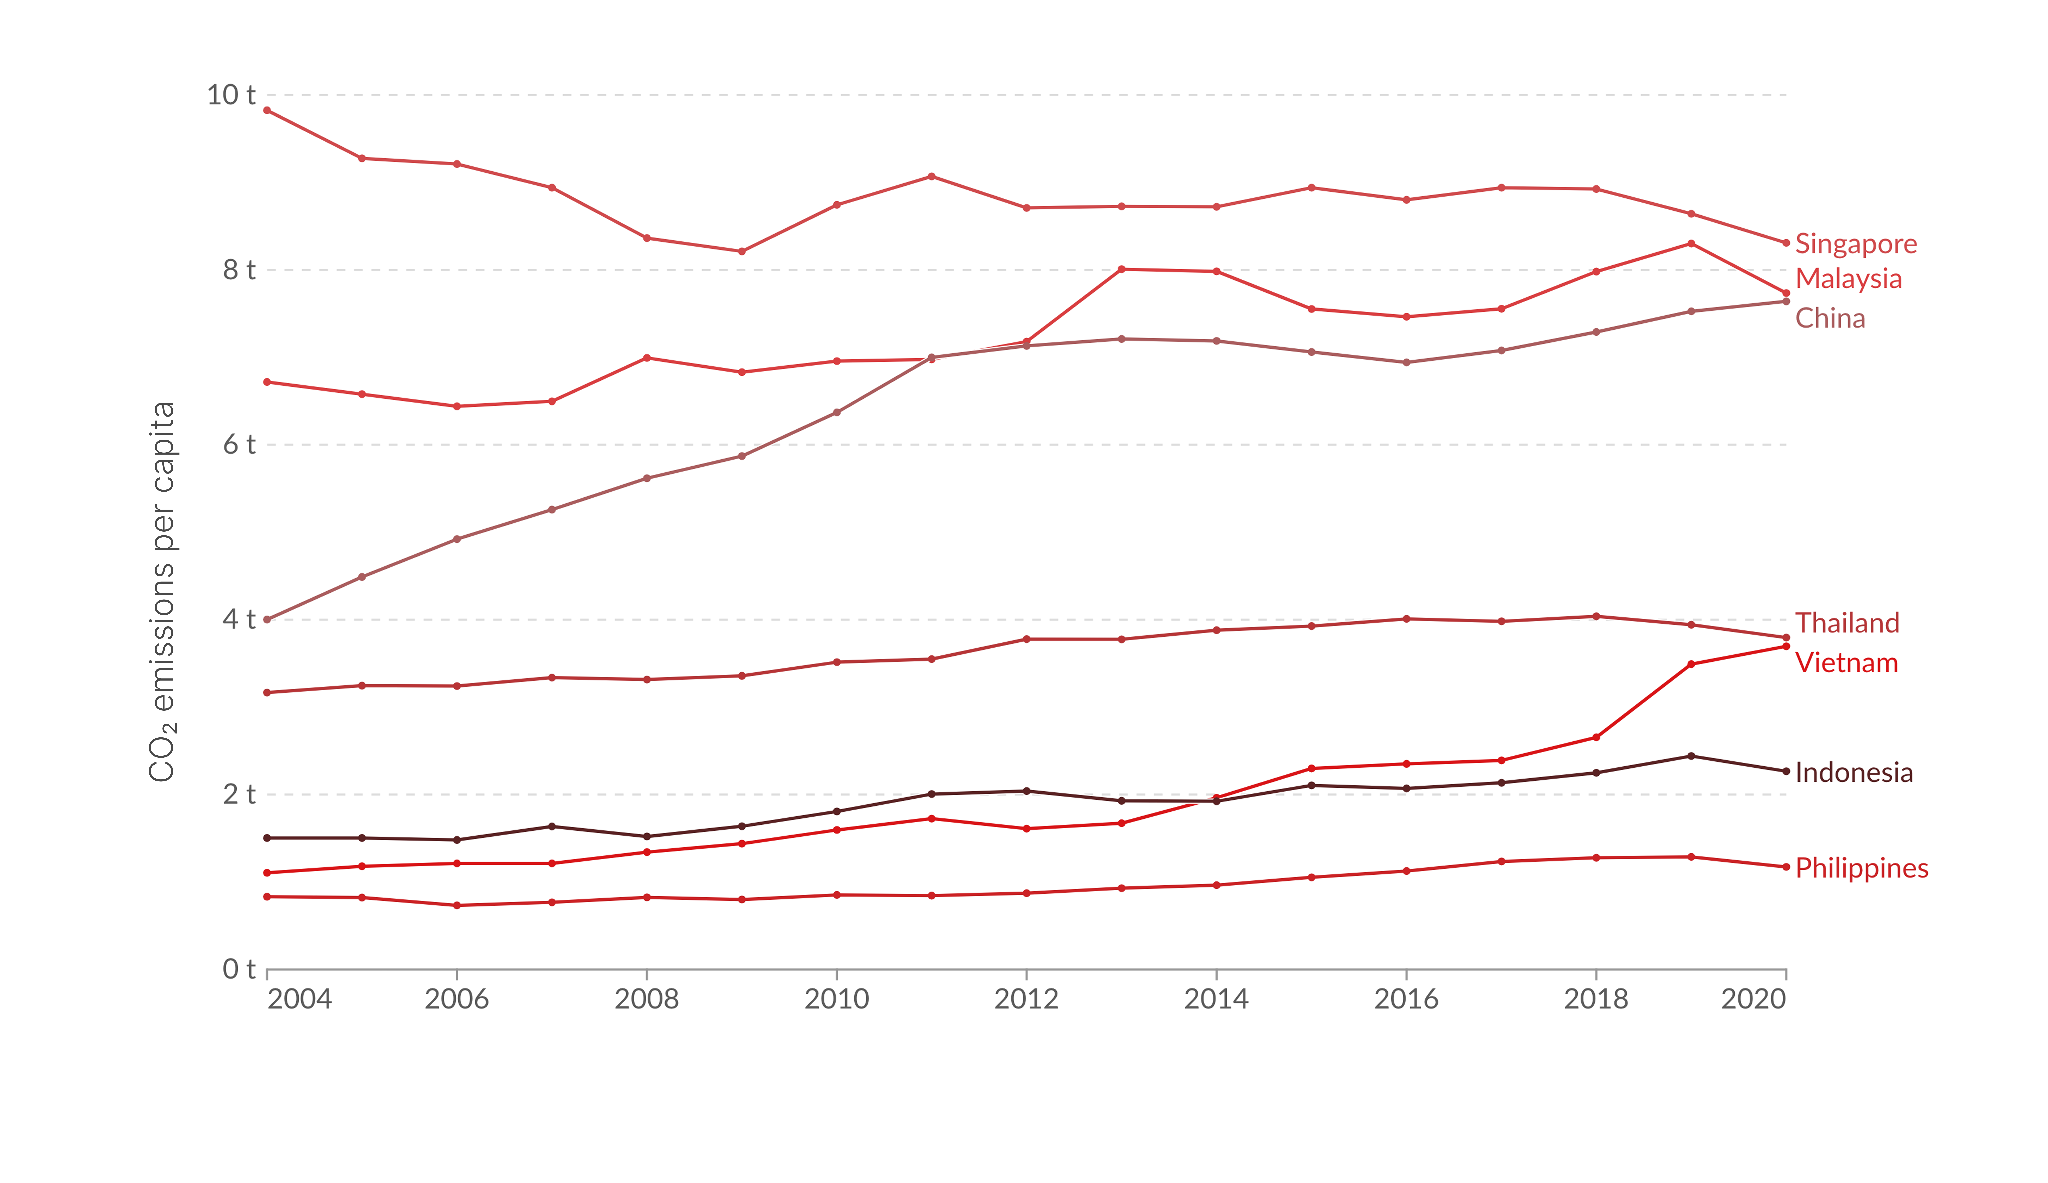 CO₂ emissions per capita
10 t
8 t
6 t
4 t
2 t
0 t
2004 2006 2008 2010 2012 2014 2016 2018 2020
Singapore
Malaysia
China
Thailand
Vietnam
Indonesia
Philippines